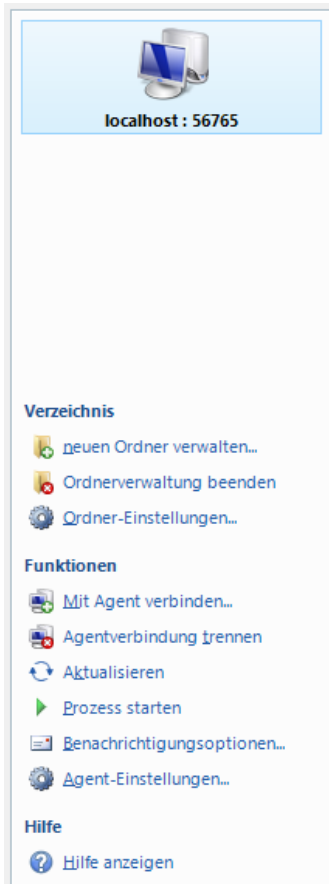 localhost : 56765
Verzeichnis
neuen Ordner verwalten...
Ordnerverwaltung beenden
Ordner-Einstellungen...
Funktionen
Mit Agent verbinden...
Agentverbindung trennen
Aktualisieren
Prozess starten
Benachrichtigungsoptionen...
Agent-Einstellungen...
Hilfe
Hilfe anzeigen